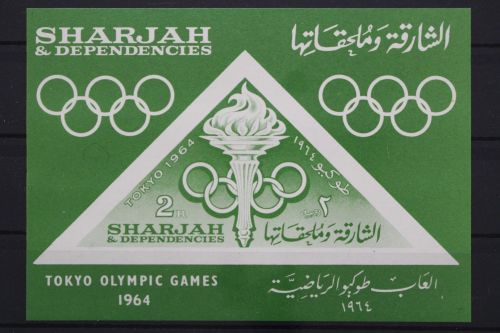 SHARJAH
& DEPENDENCIES
الشارقة وملحقاتها
TOKYO 1964
طوكيو ١٩٦٤
2
٢
SHARJAH
& DEPENDENCIES
الشارقة وملحقاتها
TOKYO OLYMPIC GAMES
1964
العاب طوكيو الرياضية
١٩٦٤